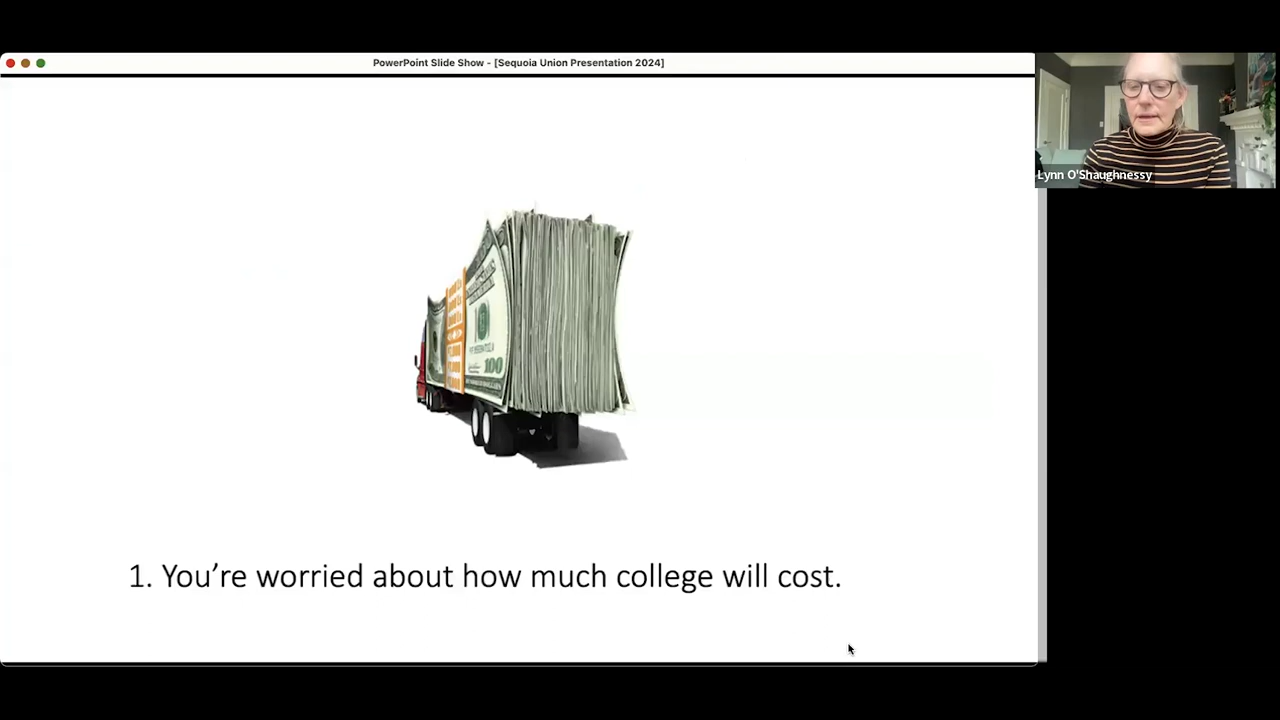 PowerPoint Slide Show - [Sequoia Union Presentation 2024]
Lynn O'Shaughnessy
100
1. You're worried about how much college will cost.